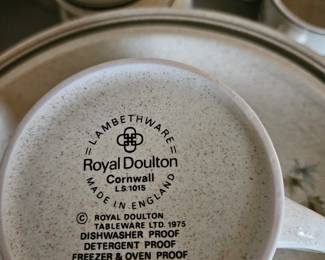 = LAMBETHWARE =
Royal Doulton
Cornwall
L.S. 1015
MADE IN ENGLAND
© ROYAL DOULTON
TABLEWARE LTD. 1975
DISHWASHER PROOF
DETERGENT PROOF
FREEZER & OVEN PROOF